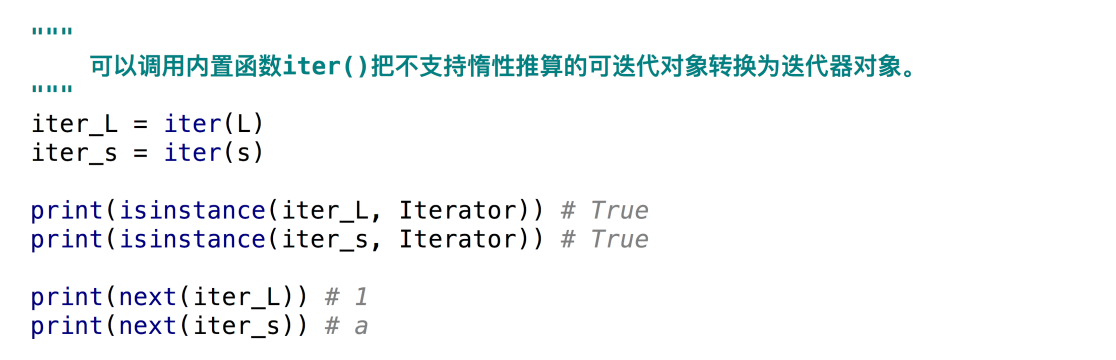 """
    可以调用内置函数iter()把不支持惰性推算的可迭代对象转换为迭代器对象。
"""
iter_L = iter(L)
iter_s = iter(s)

print(isinstance(iter_L, Iterator)) # True
print(isinstance(iter_s, Iterator)) # True

print(next(iter_L)) # 1
print(next(iter_s)) # a